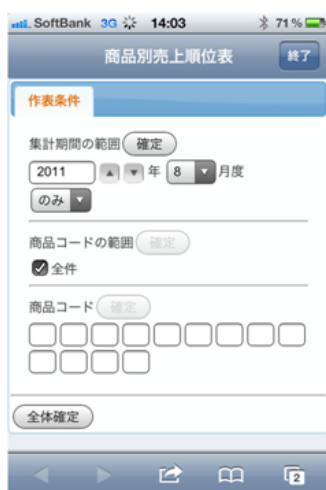 SoftBank 3G 14:03 71%
商品別売上順位表 終了
作表条件
集計期間の範囲 確定
2011 年 8 月度
のみ
商品コードの範囲 確定
全件
商品コード 確定
全体確定
2